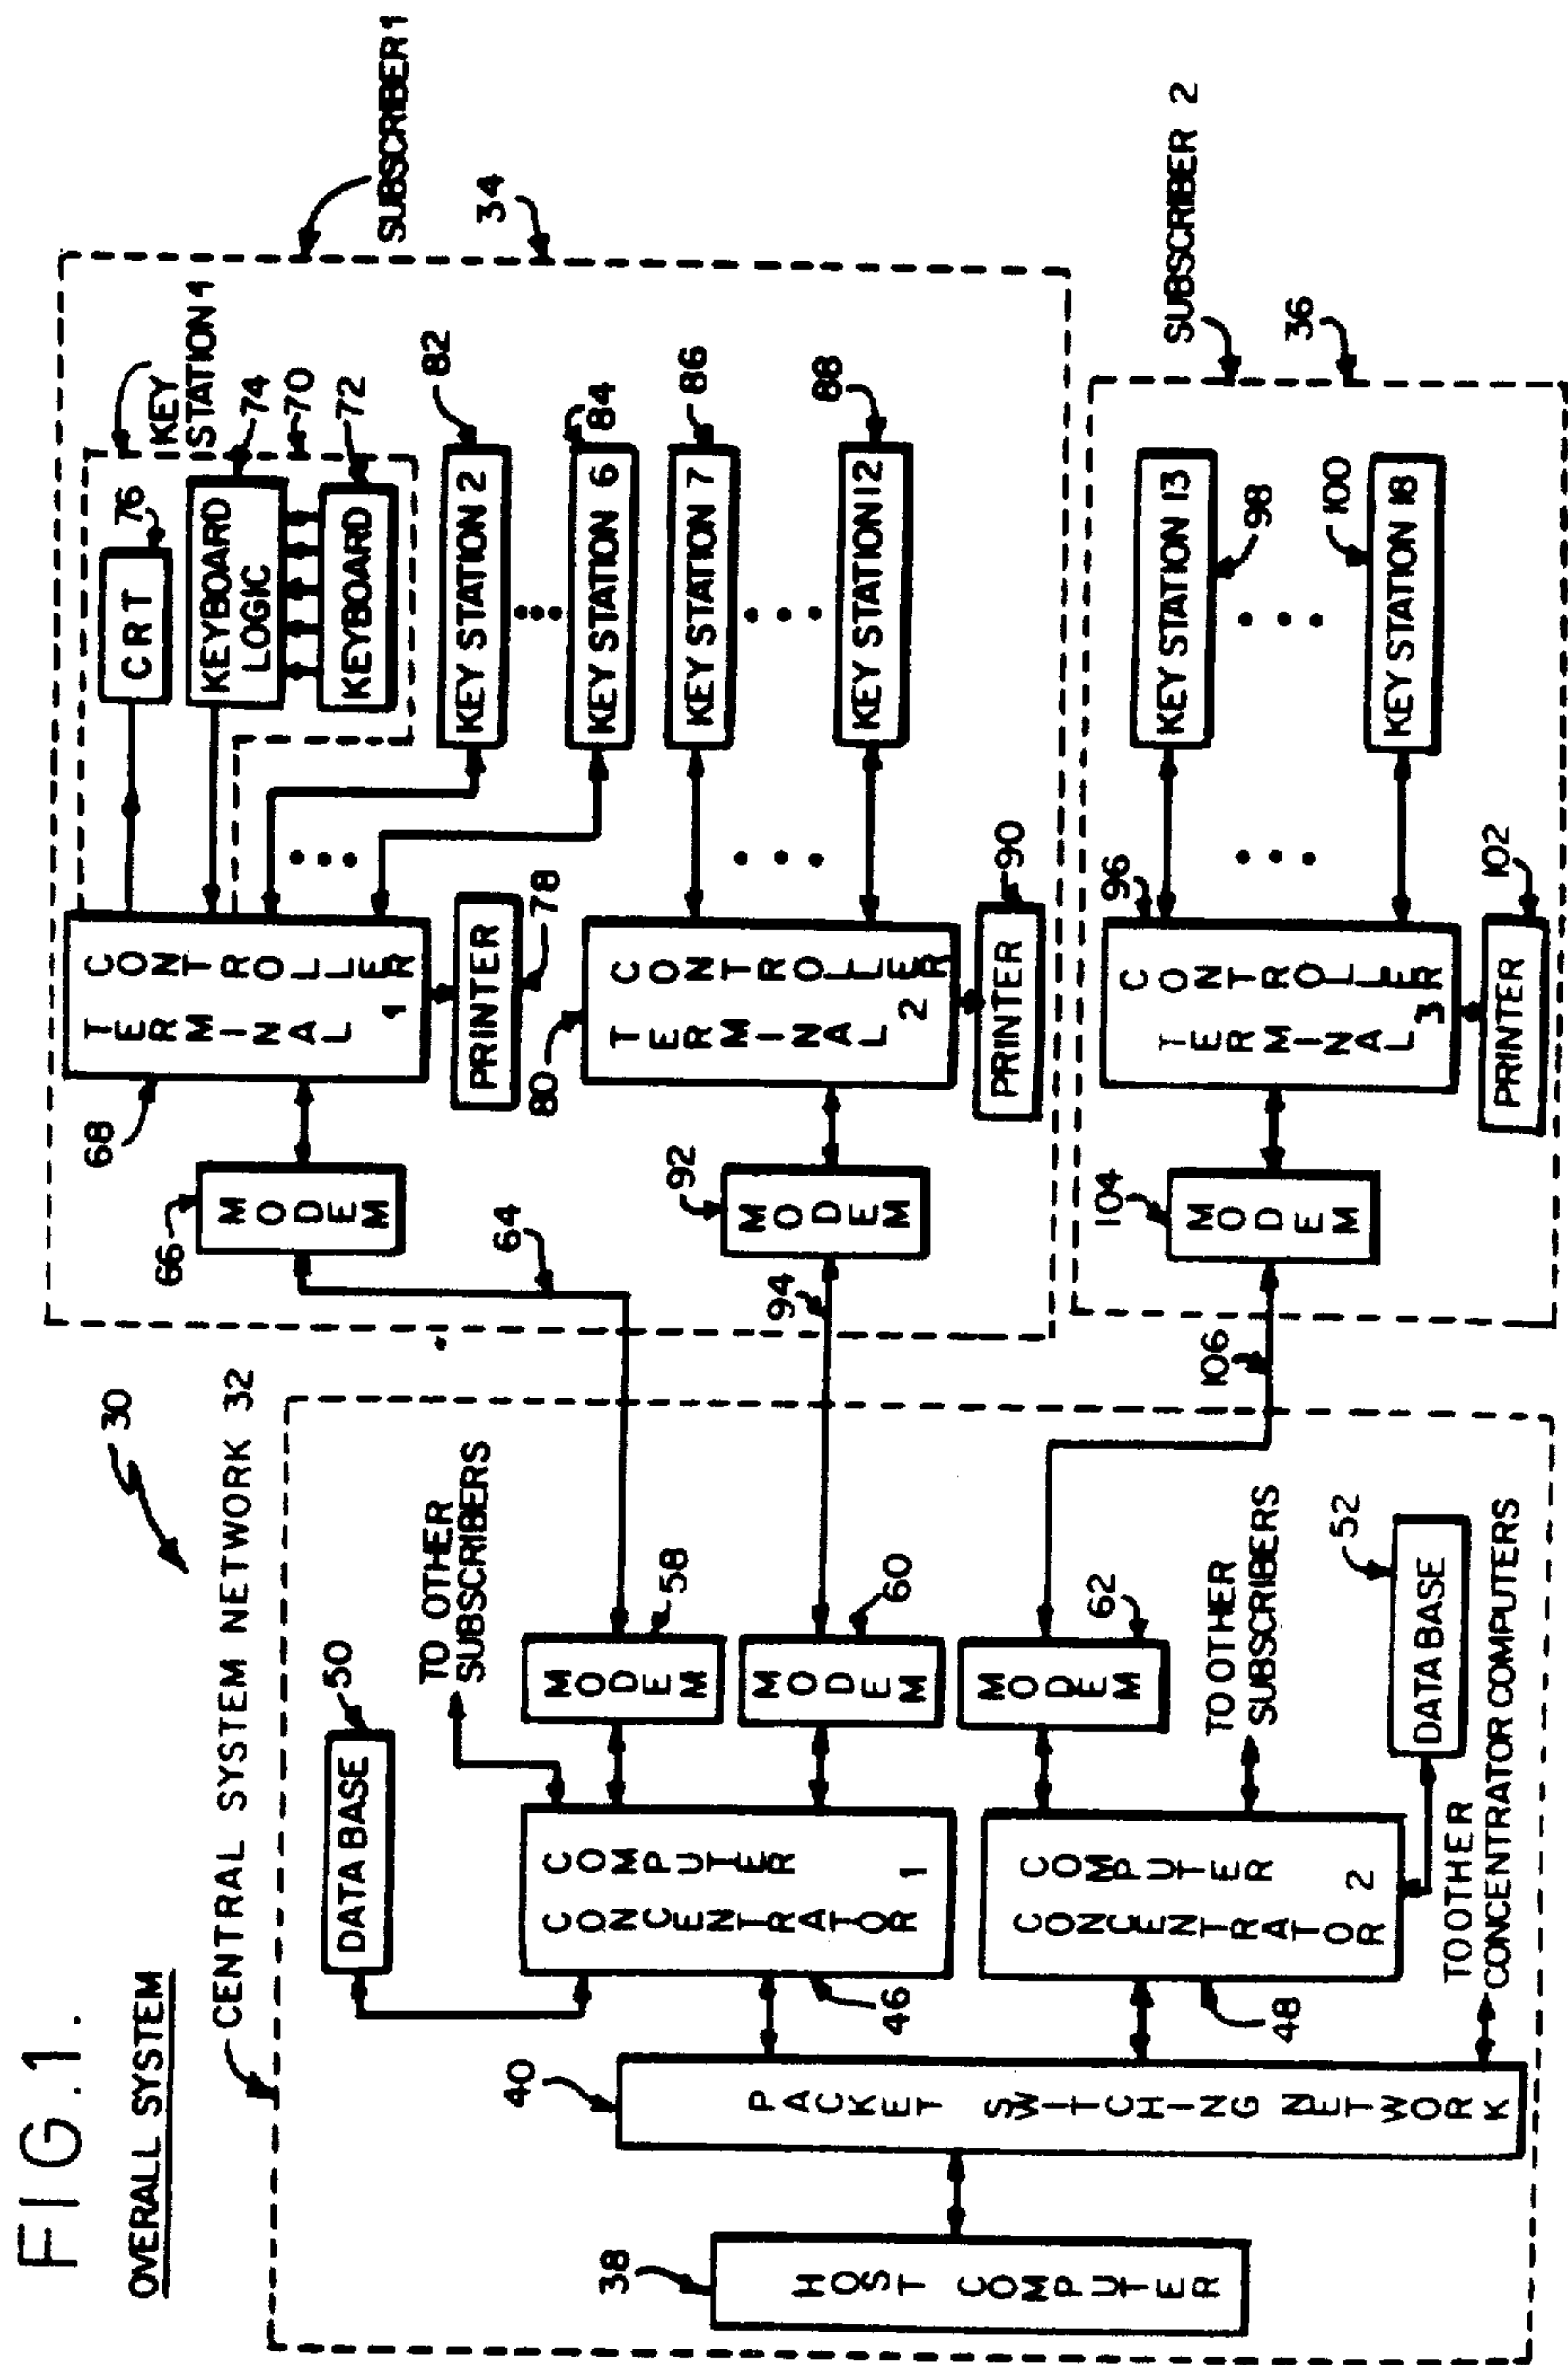 FIG.1.
OVERALL SYSTEM
30
CENTRAL SYSTEM NETWORK 32
38
HOST COMPUTER
40
PACKET SWITCHING NETWORK
DATA BASE
50
CONCENTRATOR COMPUTER 1
46
TO OTHER
SUBSCRIBERS
MODEM
58
MODEM
60
CONCENTRATOR COMPUTER 2
48
MODEM
62
TO OTHER
SUBSCRIBERS
DATA BASE
52
TO OTHER
CONCENTRATOR COMPUTERS
SUBSCRIBER 1
34
64
66
MODEM
68
TERMINAL CONTROLLER 1
PRINTER
78
KEY
STATION 1
CRT
76
KEYBOARD
LOGIC
74
70
KEYBOARD
72
KEY STATION 2
82
KEY STATION 6
84
94
92
MODEM
80
TERMINAL CONTROLLER 2
PRINTER
90
KEY STATION 7
86
KEY STATION 12
88
SUBSCRIBER 2
36
106
104
MODEM
96
TERMINAL CONTROLLER 3
PRINTER
102
KEY STATION 13
98
KEY STATION 18
100